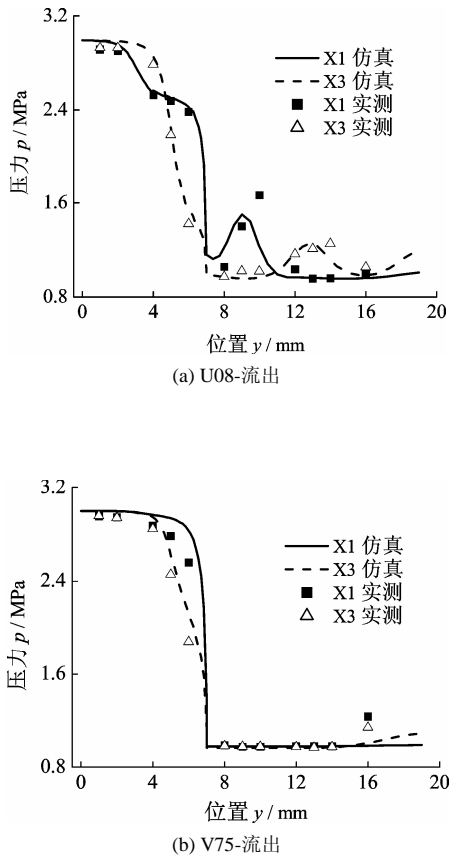 3.2
2.4
1.6
0.8
压力 p / MPa
X1 仿真
X3 仿真
X1 实测
X3 实测
0 4 8 12 16 20
位置 y / mm
(a) U08-流出
3.2
2.4
1.6
0.8
压力 p / MPa
X1 仿真
X3 仿真
X1 实测
X3 实测
0 4 8 12 16 20
位置 y / mm
(b) V75-流出